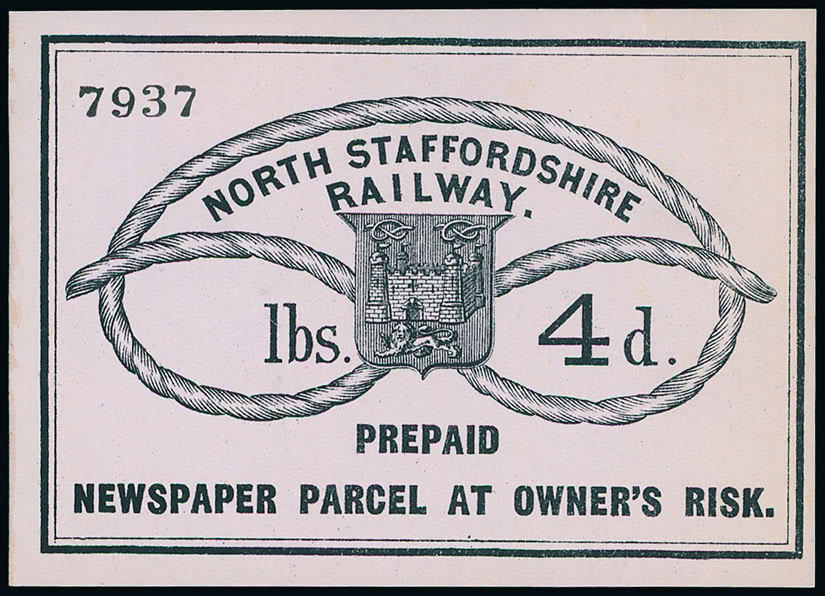 7937
NORTH STAFFORDSHIRE
RAILWAY.
lbs. 4d.
PREPAID
NEWSPAPER PARCEL AT OWNER'S RISK.